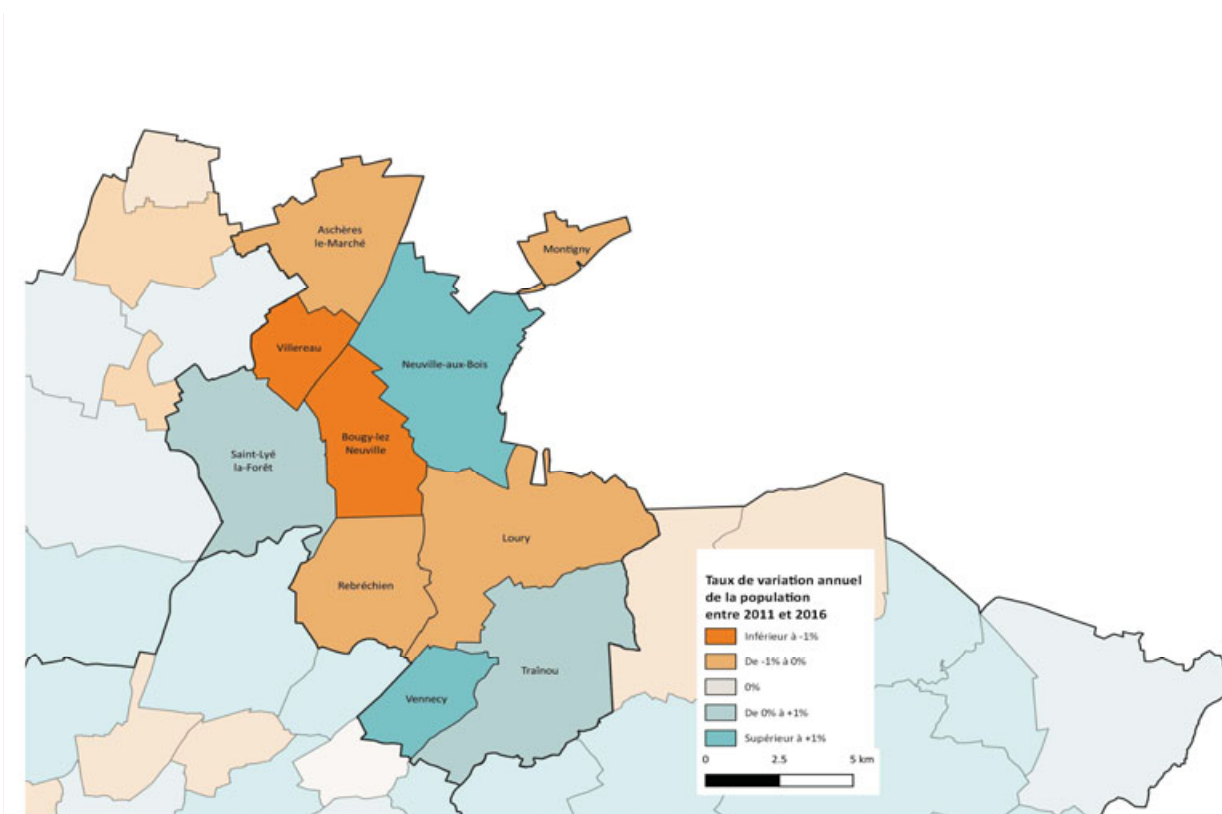 Aschères
le-Marché
Montigny
Villereau
Neuville-aux-Bois
Bougy-lez
Neuville
Saint-Lyé
la-Forêt
Loury
Rebréchien
Traînou
Vennecy
Taux de variation annuel
de la population
entre 2011 et 2016
Inférieur à -1%
De -1% à 0%
0%
De 0% à +1%
Supérieur à +1%
0 2.5 5 km